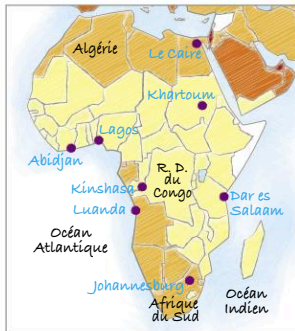 Algérie
Le Caire
Khartoum
Lagos
Abidjan
R. D.
du
Congo
Kinshasa
Luanda
Dar es
Salaam
Océan
Atlantique
Johannesburg
Afrique
du Sud
Océan
Indien